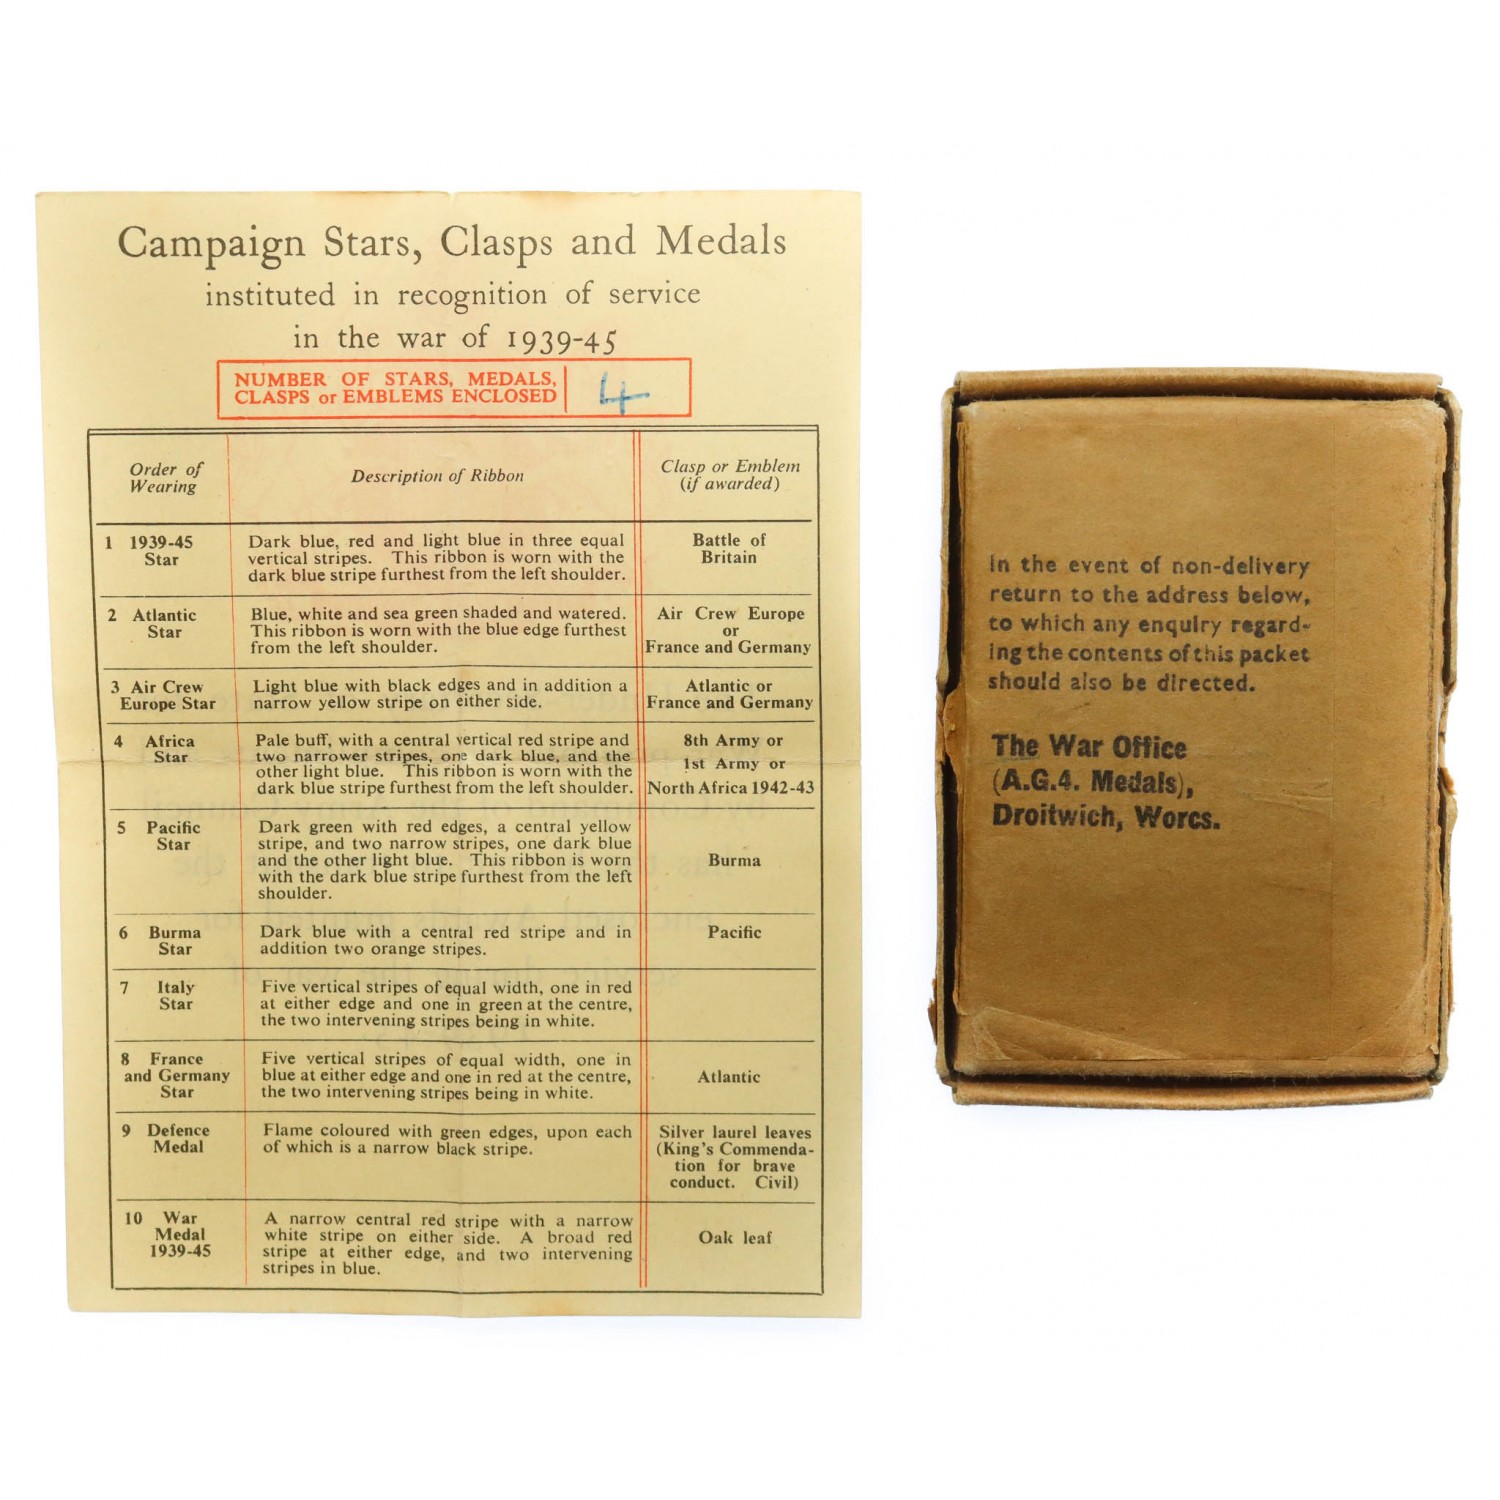 Campaign Stars, Clasps and Medals
instituted in recognition of service
in the war of 1939-45
NUMBER OF STARS, MEDALS,
CLASPS or EMBLEMS ENCLOSED
4
Order of
Wearing
Description of Ribbon
Clasp or Emblem
(if awarded)
1 1939-45
Star
Dark blue, red and light blue in three equal
vertical stripes. This ribbon is worn with the
dark blue stripe furthest from the left shoulder.
Battle of
Britain
2 Atlantic
Star
Blue, white and sea green shaded and watered.
This ribbon is worn with the blue edge furthest
from the left shoulder.
Air Crew Europe
or
France and Germany
3 Air Crew
Europe Star
Light blue with black edges and in addition a
narrow yellow stripe on either side.
Atlantic or
France and Germany
4 Africa
Star
Pale buff, with a central vertical red stripe and
two narrower stripes, one dark blue, and the
other light blue. This ribbon is worn with the
dark blue stripe furthest from the left shoulder.
8th Army or
1st Army or
North Africa 1942-43
5 Pacific
Star
Dark green with red edges, a central yellow
stripe, and two narrow stripes, one dark blue
and the other light blue. This ribbon is worn
with the dark blue stripe furthest from the left
shoulder.
Burma
6 Burma
Star
Dark blue with a central red stripe and in
addition two orange stripes.
Pacific
7 Italy
Star
Five vertical stripes of equal width, one in red
at either edge and one in green at the centre,
the two intervening stripes being in white.
8 France
and Germany
Star
Five vertical stripes of equal width, one in
blue at either edge and one in red at the centre,
the two intervening stripes being in white.
Atlantic
9 Defence
Medal
Flame coloured with green edges, upon each
of which is a narrow black stripe.
Silver laurel leaves
(King's Commenda-
tion for brave
conduct. Civil)
10 War
Medal
1939-45
A narrow central red stripe with a narrow
white stripe on either side. A broad red
stripe at either edge, and two intervening
stripes in blue.
Oak leaf
In the event of non-delivery
return to the address below,
to which any enquiry regard-
ing the contents of this packet
should also be directed.
The War Office
(A.G.4. Medals),
Droitwich, Worcs.